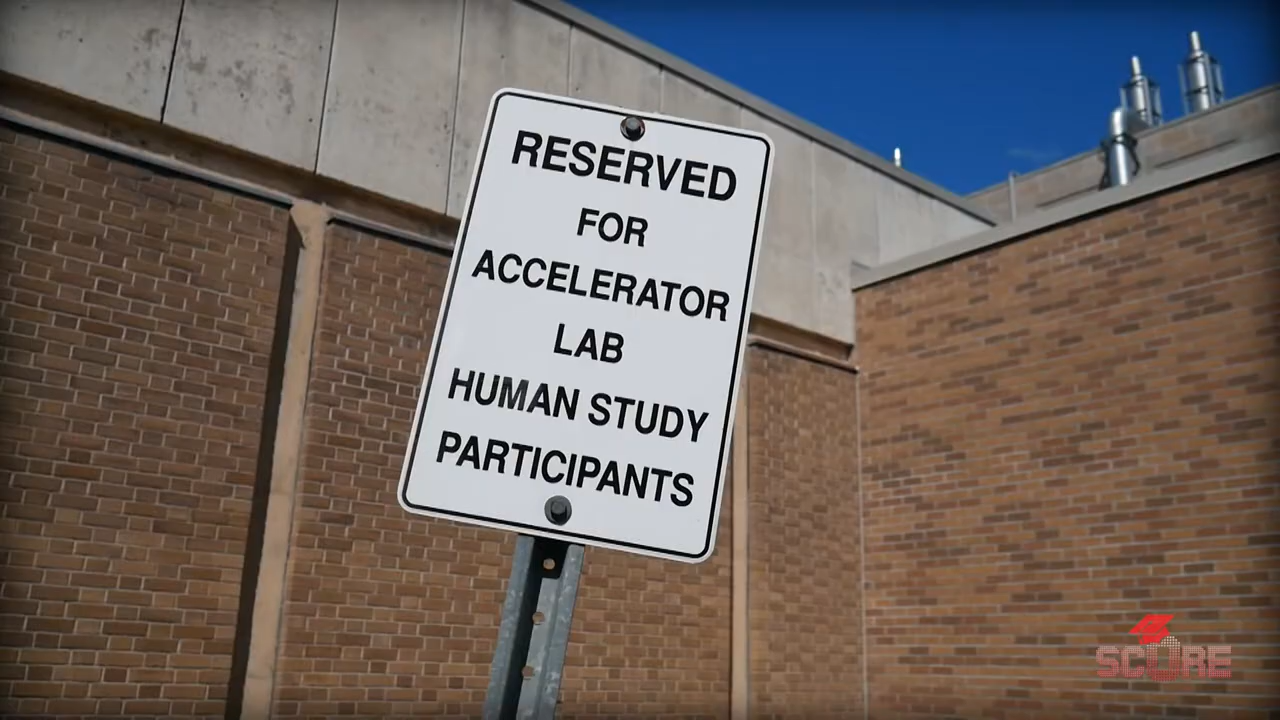 RESERVED
FOR
ACCELERATOR
LAB
HUMAN STUDY
PARTICIPANTS
SCORE